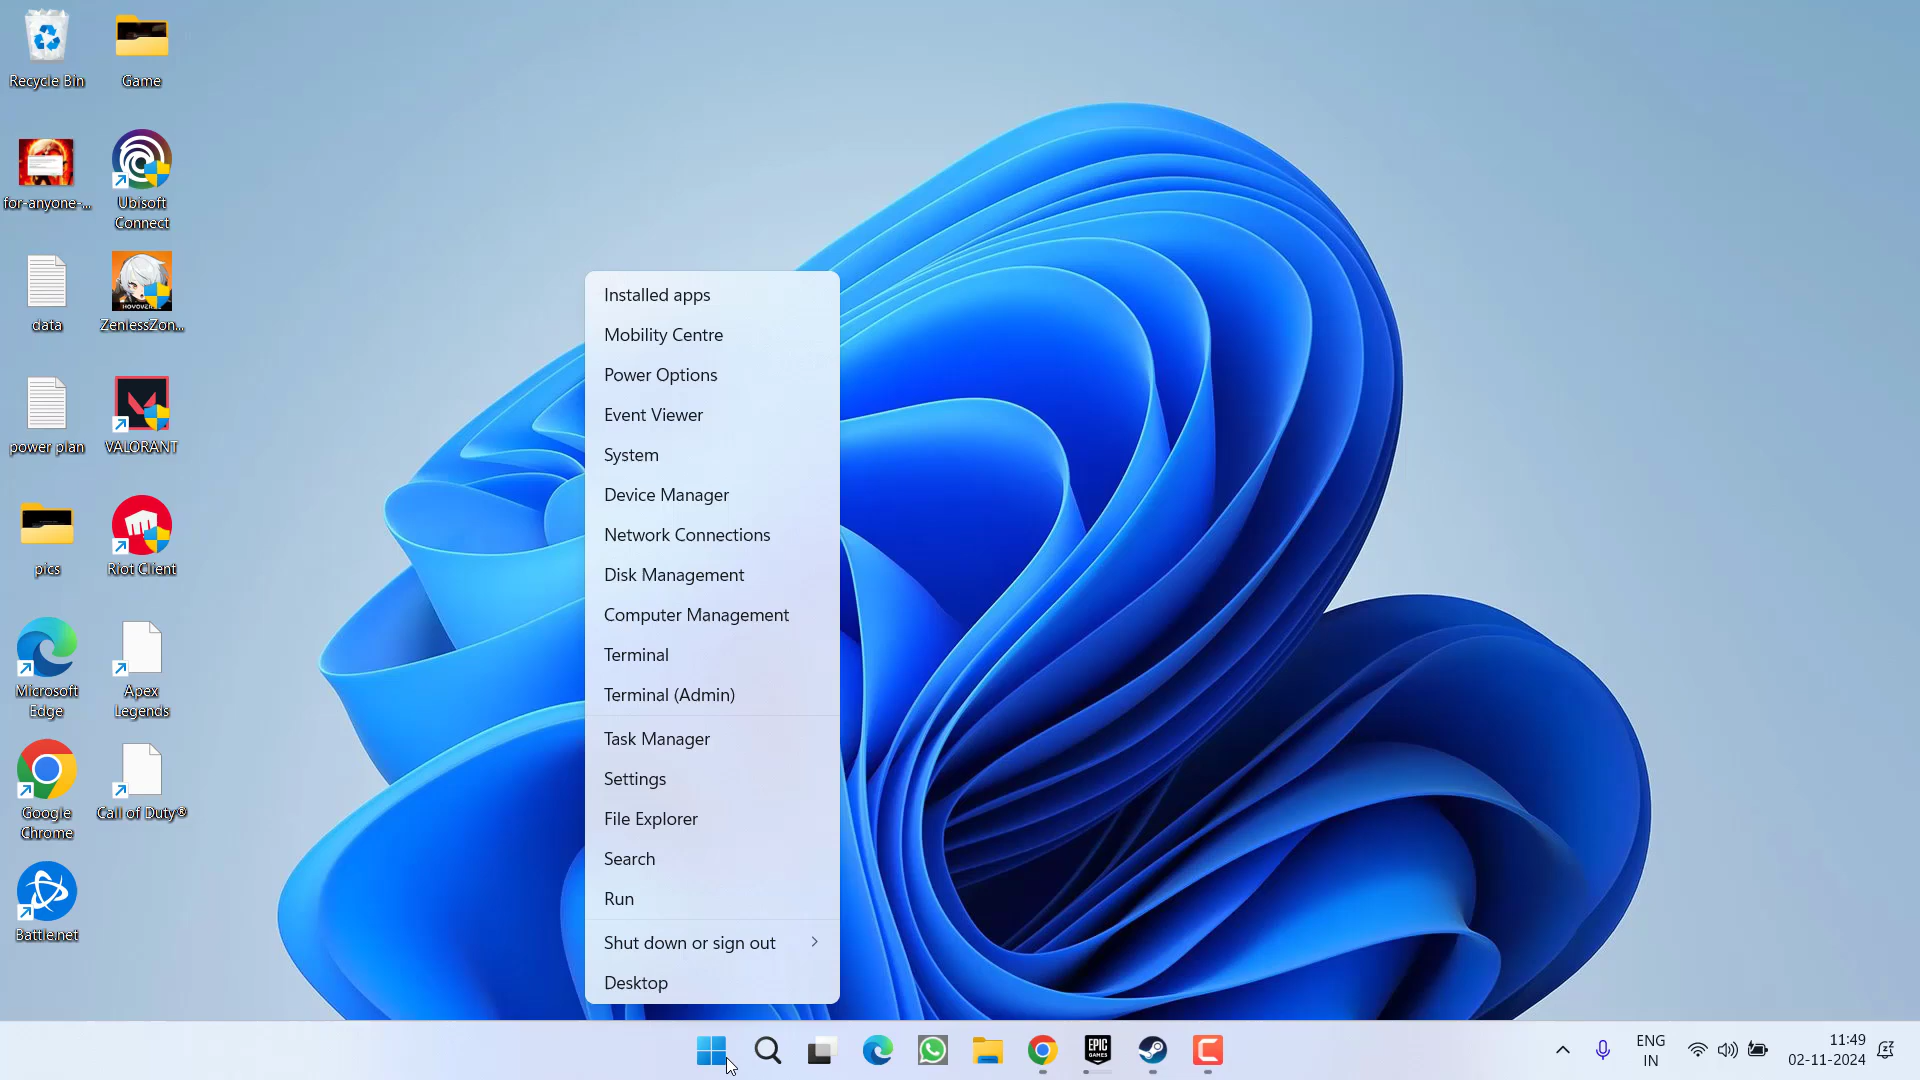 Recycle Bin
Game
for-anyone-...
Ubisoft
Connect
data
ZenlessZon...
power plan
VALORANT
pics
Riot Client
Microsoft
Edge
Apex
Legends
Google
Chrome
Call of Duty®
Battle.net
Installed apps
Mobility Centre
Power Options
Event Viewer
System
Device Manager
Network Connections
Disk Management
Computer Management
Terminal
Terminal (Admin)
Task Manager
Settings
File Explorer
Search
Run
Shut down or sign out
Desktop
EPIC
GAMES
ENG
IN
11:49
02-11-2024